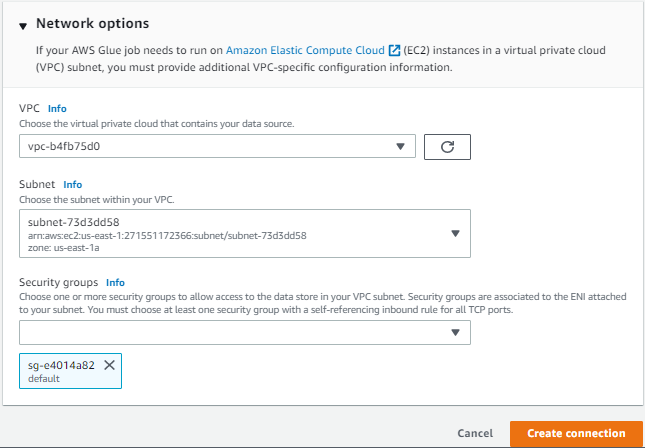 Network options
If your AWS Glue job needs to run on Amazon Elastic Compute Cloud (EC2) instances in a virtual private cloud
(VPC) subnet, you must provide additional VPC-specific configuration information.
VPC Info
Choose the virtual private cloud that contains your data source.
vpc-b4fb75d0
Subnet Info
Choose the subnet within your VPC.
subnet-73d3dd58
arn:aws:ec2:us-east-1:271551172366:subnet/subnet-73d3dd58
zone: us-east-1a
Security groups Info
Choose one or more security groups to allow access to the data store in your VPC subnet. Security groups are associated to the ENI attached
to your subnet. You must choose at least one security group with a self-referencing inbound rule for all TCP ports.
sg-e4014a82
default
Cancel Create connection